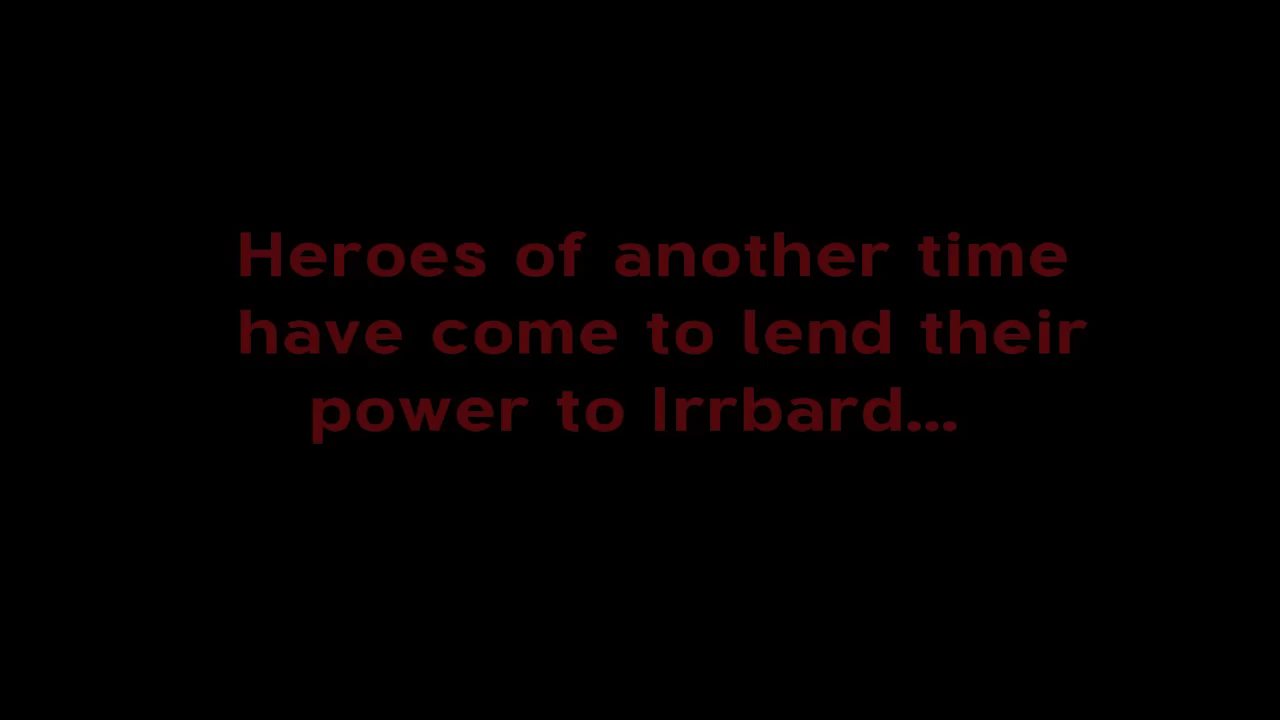 Heroes of another time
have come to lend their
power to Irrbard...